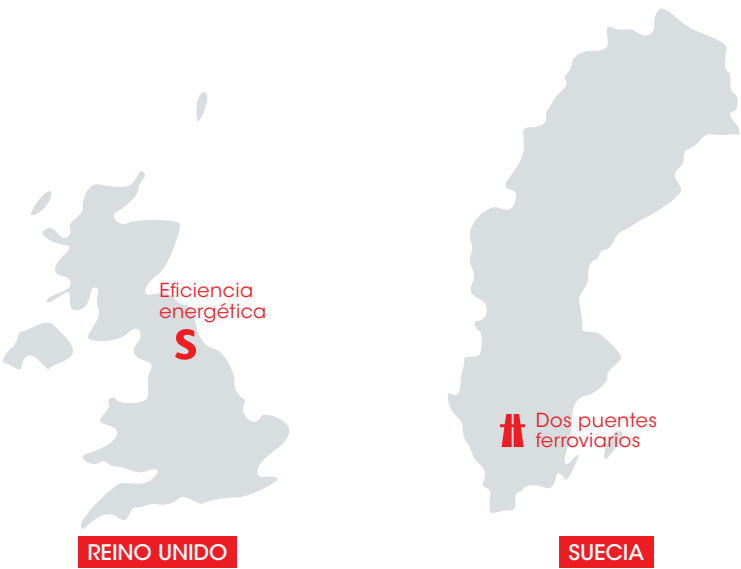 Eficiencia
energética
S
Dos puentes
ferroviarios
REINO UNIDO
SUECIA